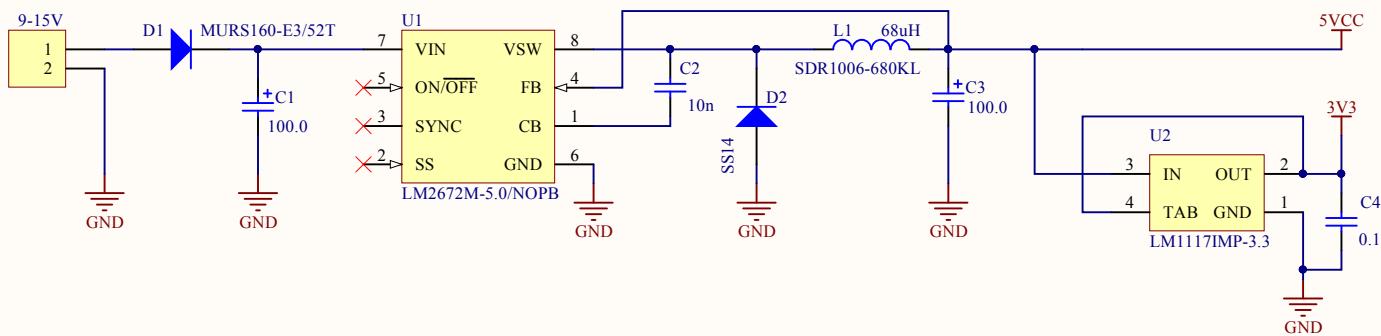 9-15V
1
2
D1
MURS160-E3/52T
C1
100.0
GND
GND
U1
7 VIN VSW 8
5 ON/OFF FB 4
3 SYNC CB 1
2 SS GND 6
LM2672M-5.0/NOPB
GND
C2
10n
D2
SS14
GND
L1 68uH
SDR1006-680KL
C3
100.0
GND
5VCC
3V3
U2
3 IN OUT 2
4 TAB GND 1
LM1117IMP-3.3
C4
0.1
GND